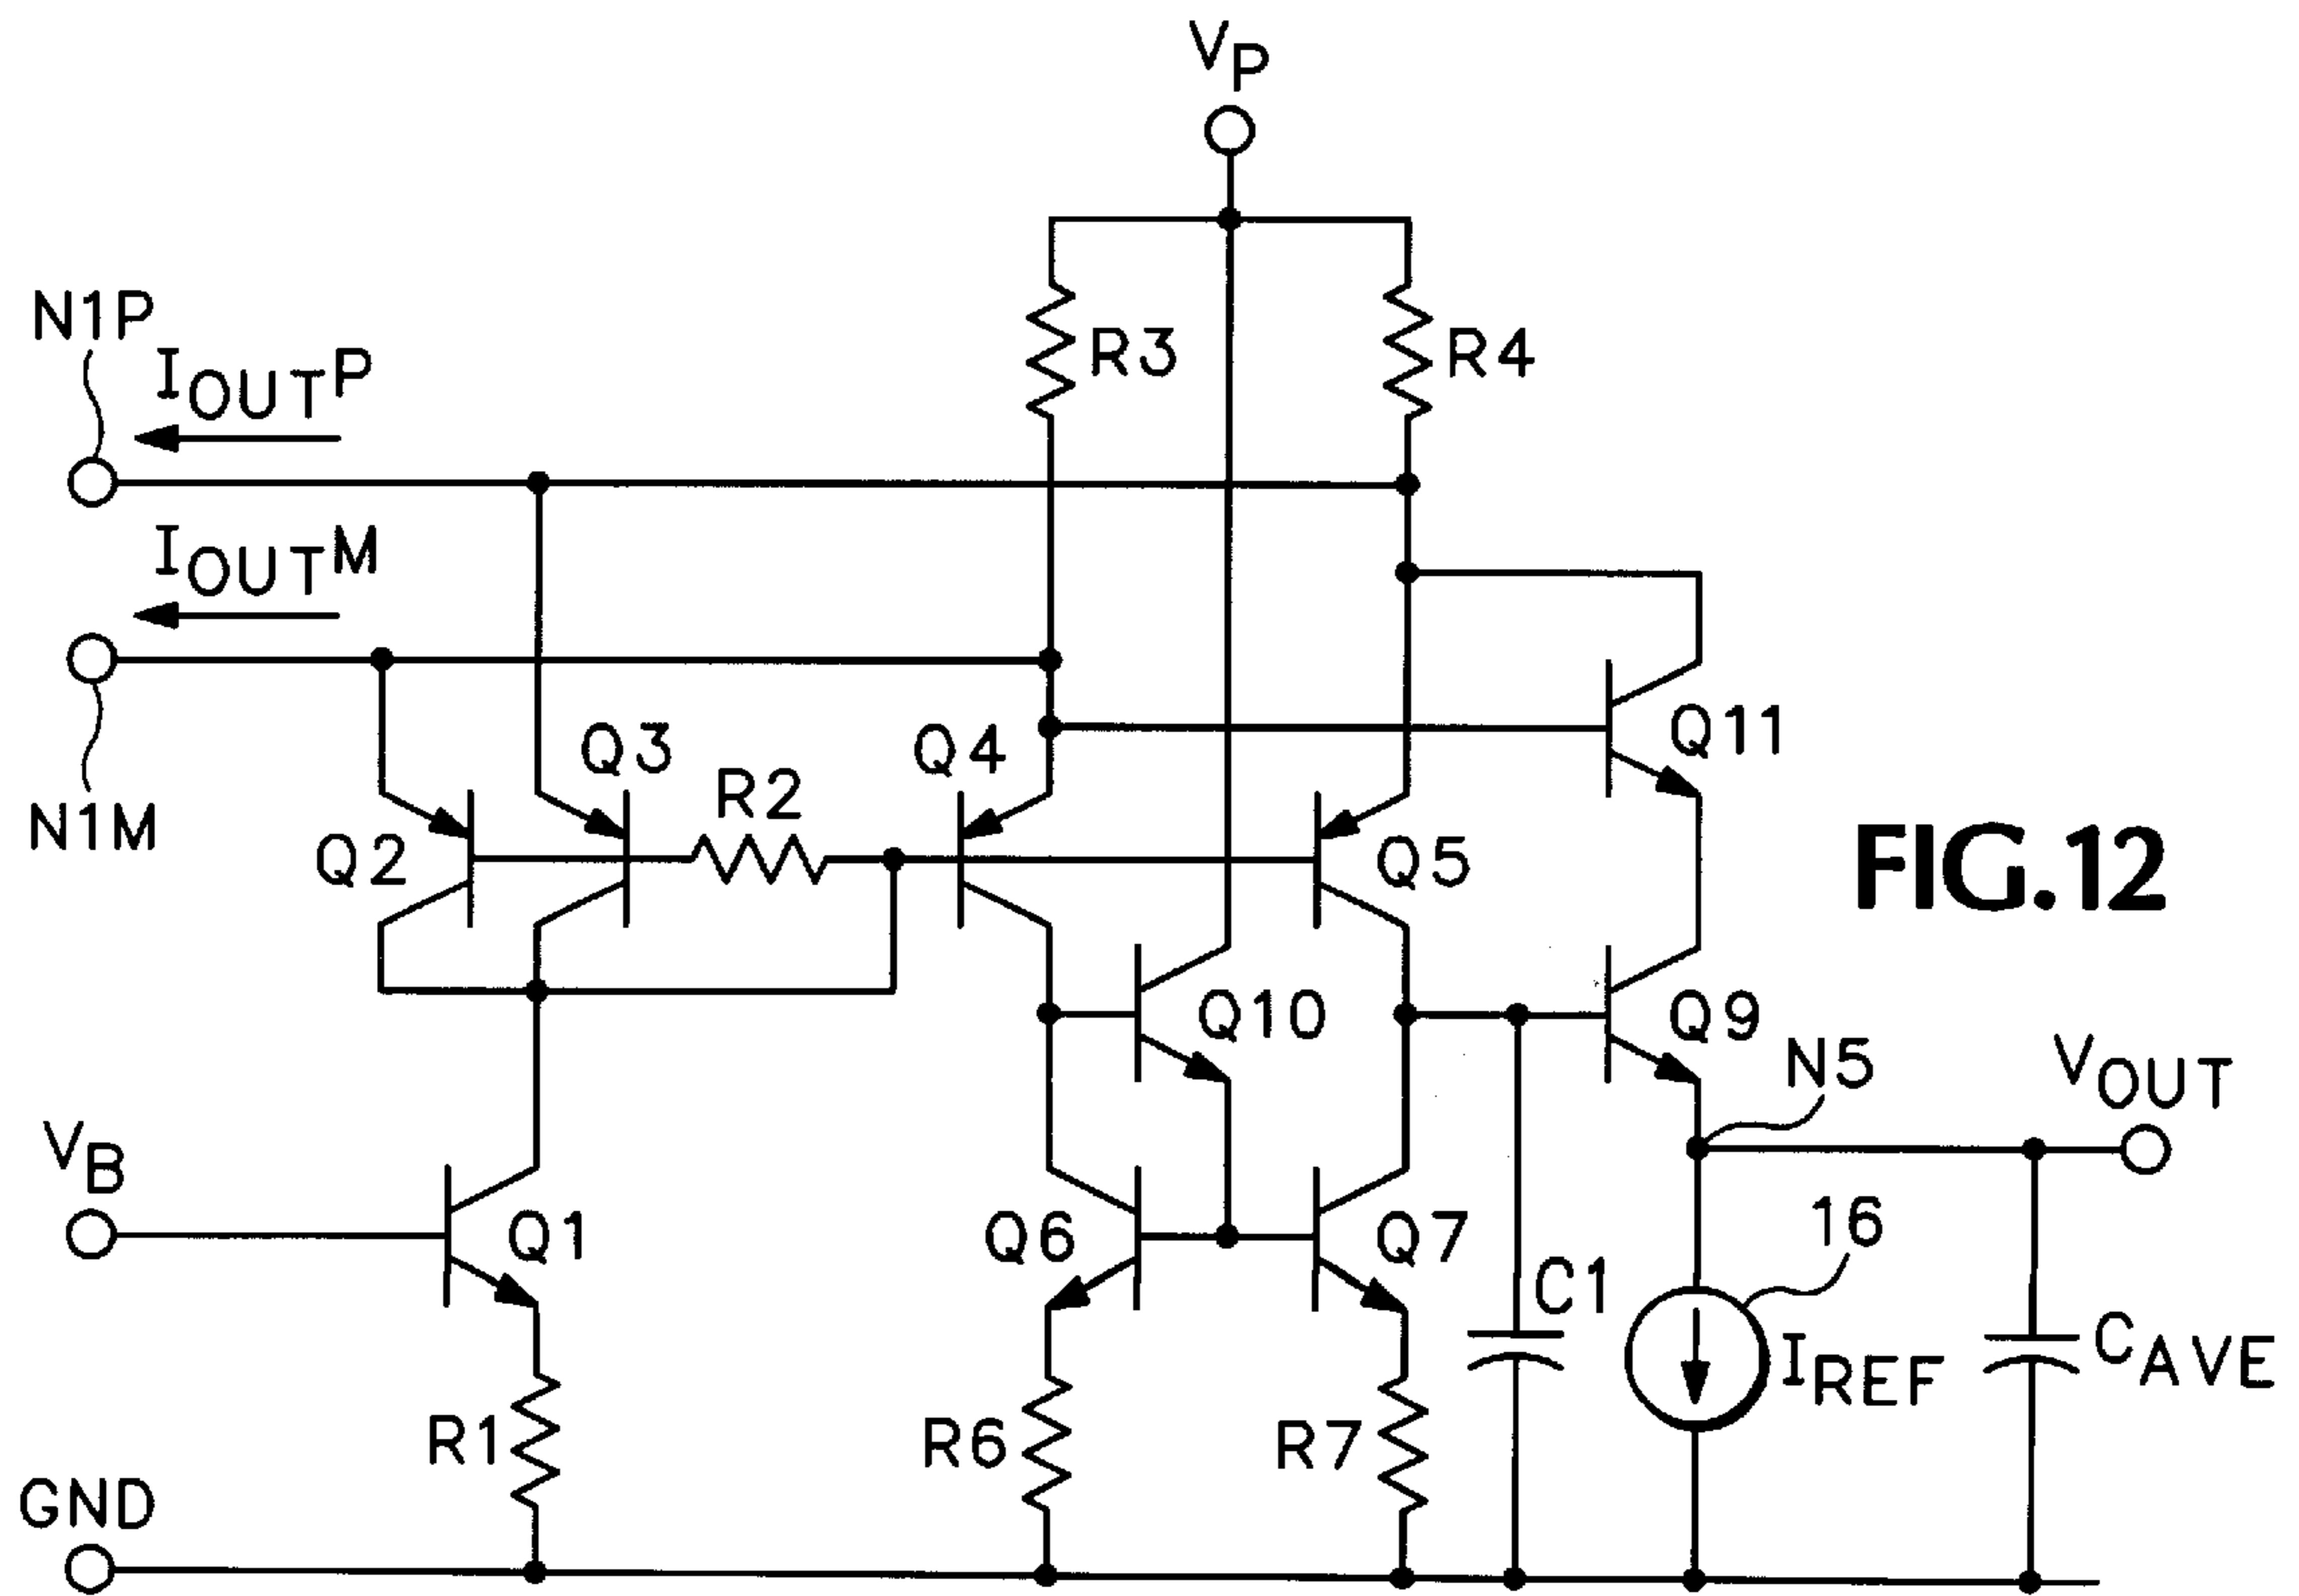 VP
N1P
IOUTP
R3
R4
IOUTM
N1M
Q3
Q4
Q11
R2
Q2
Q5
FIG.12
Q10
Q9
N5
VOUT
VB
16
Q1
Q6
Q7
C1
IREF
CAVE
R1
R6
R7
GND